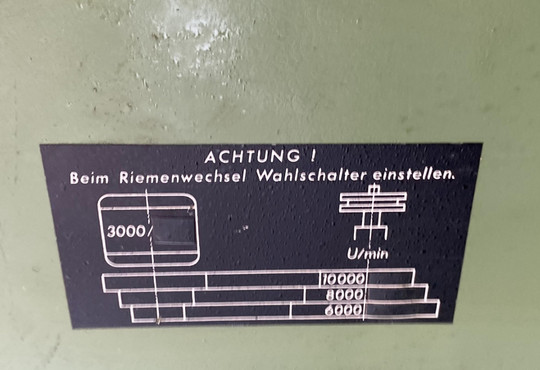 ACHTUNG !
Beim Riemenwechsel Wahlschalter einstellen.
3000/
U/min
10000
8000
6000